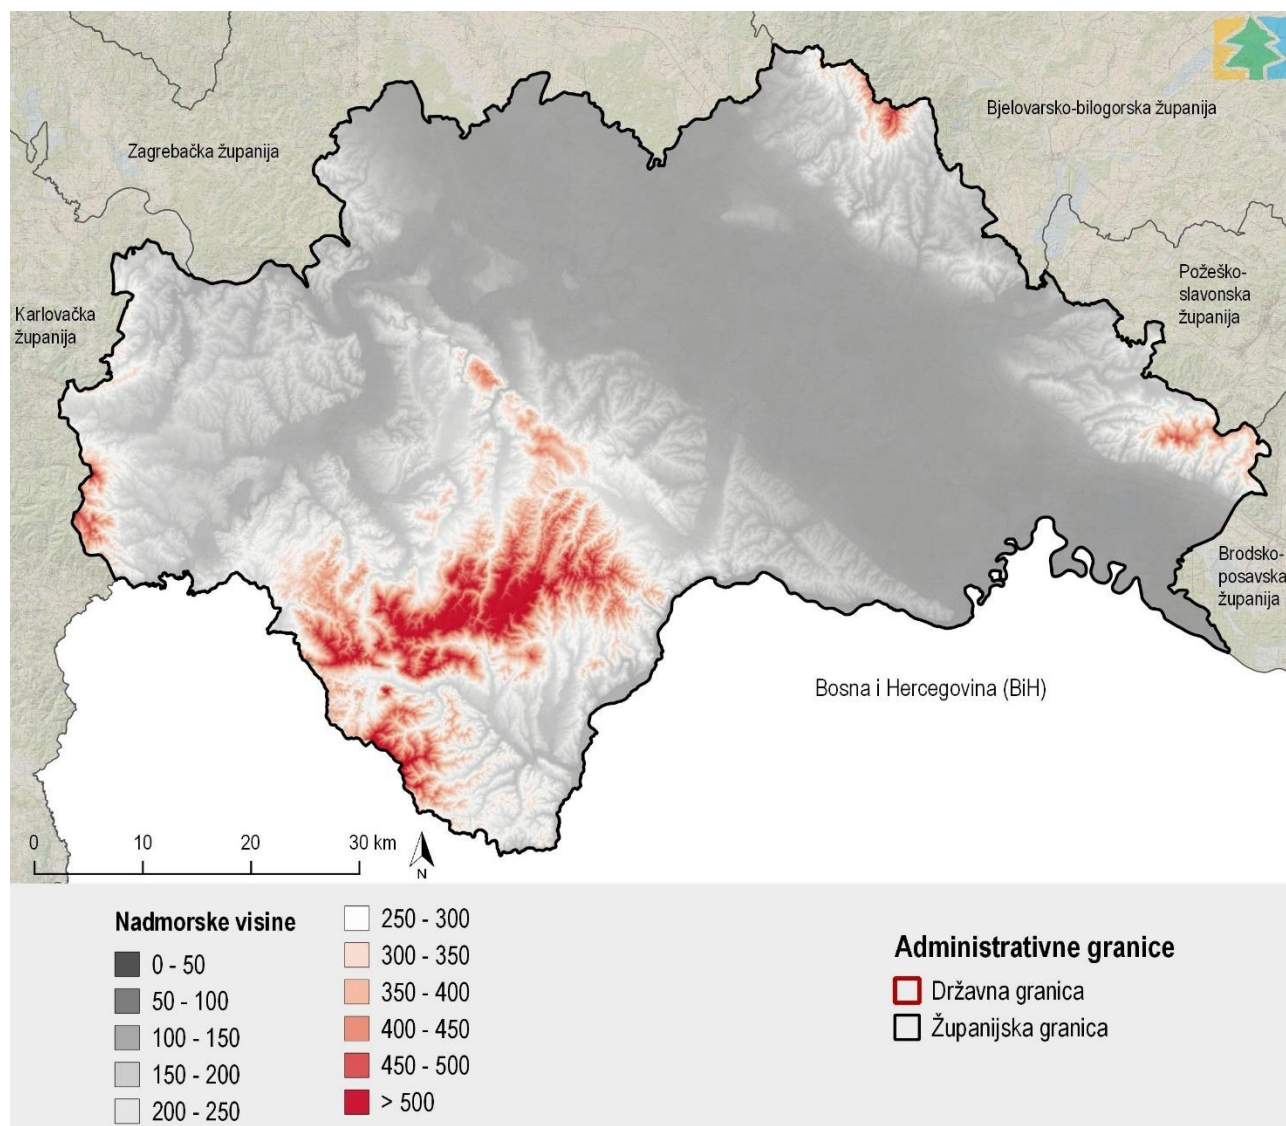 Bjelovarsko-bilogorska županija
Zagrebačka županija
Požeško-
slavonska
županija
Karlovačka
županija
Brodsko-
posavska
županija
Bosna i Hercegovina (BiH)
0 10 20 30 km
N
Nadmorske visine
0 - 50
50 - 100
100 - 150
150 - 200
200 - 250
250 - 300
300 - 350
350 - 400
400 - 450
450 - 500
> 500
Administrativne granice
Državna granica
Županijska granica